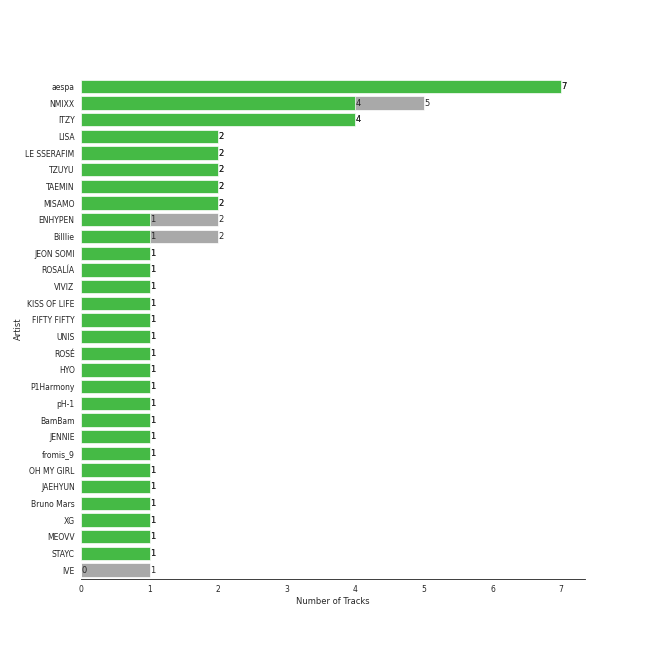 aespa 7
NMIXX 4 5
ITZY 4
LISA 2
LE SSERAFIM 2
TZUYU 2
TAEMIN 2
MISAMO 2
ENHYPEN 1 2
Billlie 1 2
JEON SOMI 1
ROSALÍA 1
VIVIZ 1
KISS OF LIFE 1
FIFTY FIFTY 1
UNIS 1
ROSÉ 1
HYO 1
P1Harmony 1
pH-1 1
BamBam 1
JENNIE 1
fromis_9 1
OH MY GIRL 1
JAEHYUN 1
Bruno Mars 1
XG 1
MEOVV 1
STAYC 1
IVE 0 1
Artist
0 1 2 3 4 5 6 7
Number of Tracks